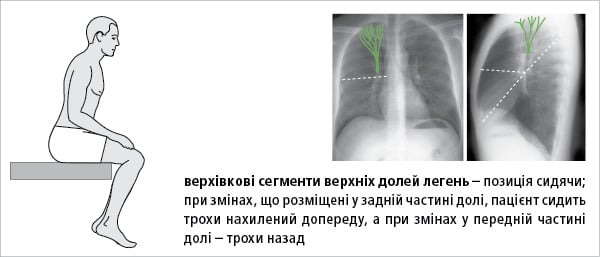 верхівкові сегменти верхніх долей легень – позиція сидячи;
при змінах, що розміщені у задній частині долі, пацієнт сидить
трохи нахилений допереду, а при змінах у передній частині
долі – трохи назад